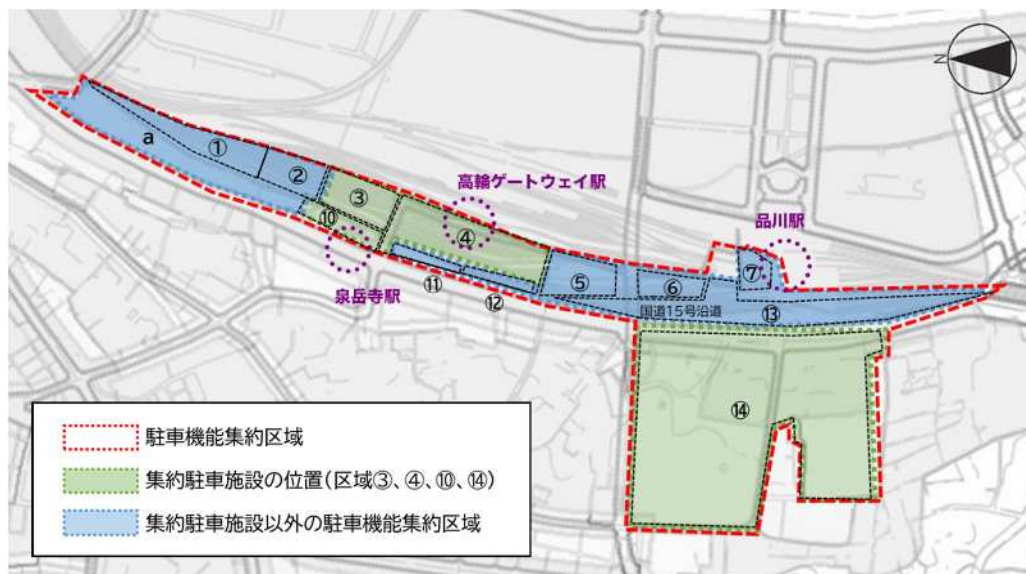 N
a
①
②
③
高輪ゲートウェイ駅
⑩
④
品川駅
泉岳寺駅
⑪
⑫
⑤
⑥
⑦
国道15号沿道
⑬
⑭
駐車機能集約区域
集約駐車施設の位置(区域③、④、⑩、⑭)
集約駐車施設以外の駐車機能集約区域